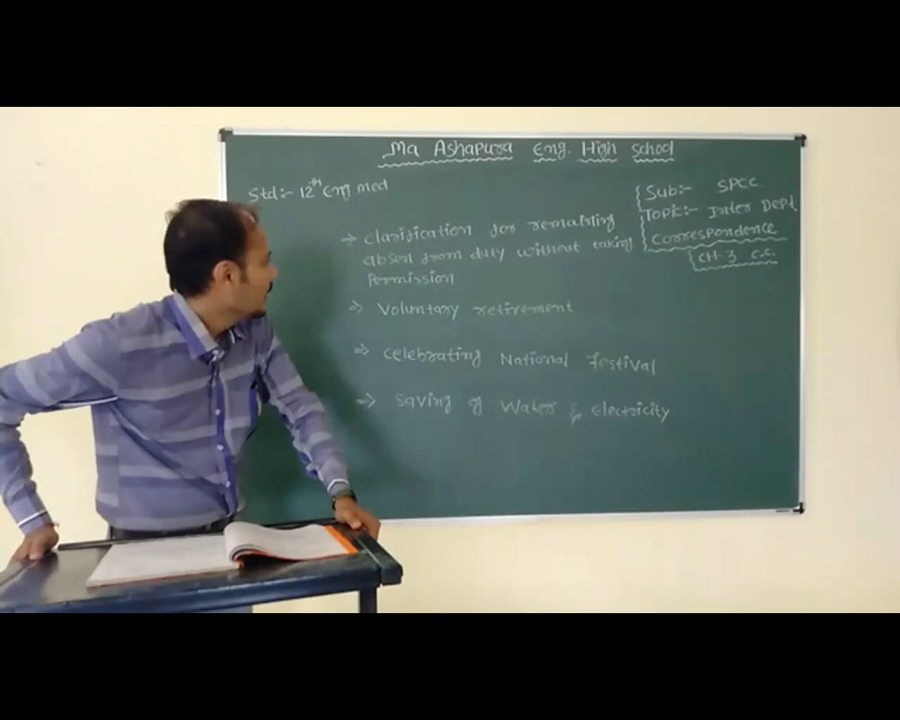 Ma Ashapura Eng. High School
Std:- 12th Eng med
Sub:- SPCC
Topic:- Inter Dept.
Correspondence
CH-3 C.C.
⇒ clarification for remaining
absent from duty without taking
Permission
⇒ Voluntary retirement
⇒ celebrating National Festival
⇒ saving of Water & Electricity